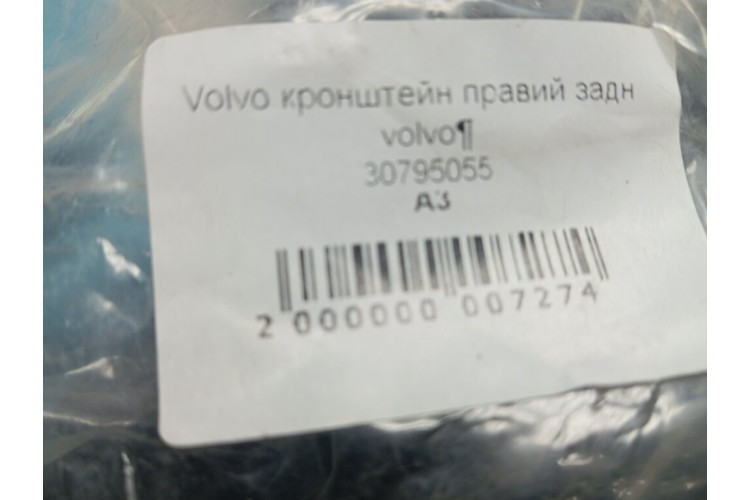 Volvo кронштейн правий задн
volvo¶
30795055
A3
2 000000 007274